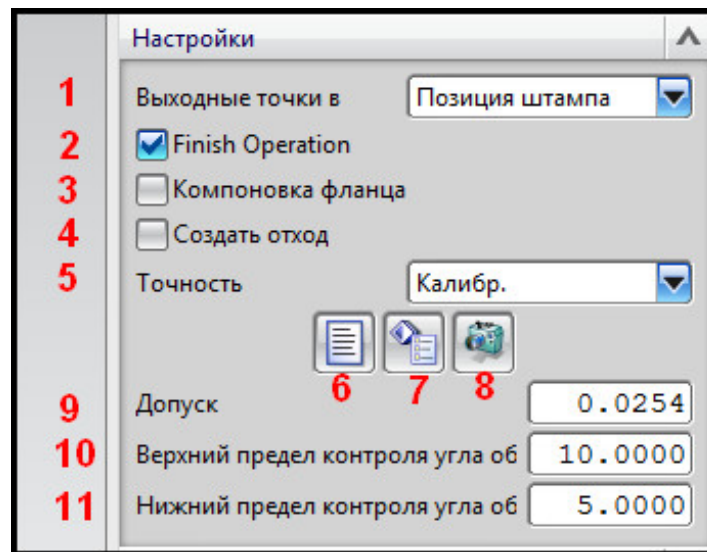 Настройки
1 Выходные точки в Позиция штампа
2 Finish Operation
3 Компоновка фланца
4 Создать отход
5 Точность Калибр.
6 7 8
9 Допуск 0.0254
10 Верхний предел контроля угла об 10.0000
11 Нижний предел контроля угла об 5.0000